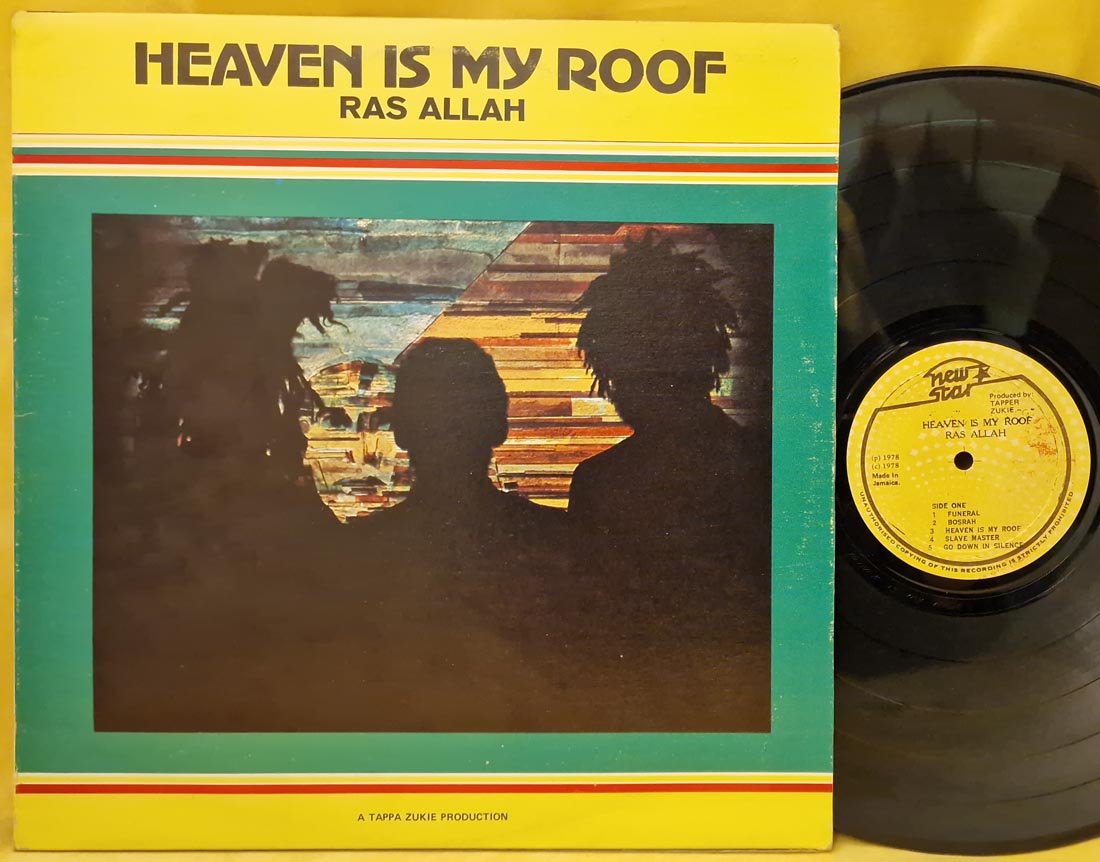 HEAVEN IS MY ROOF
RAS ALLAH
A TAPPA ZUKIE PRODUCTION
new
star
Produced by:
TAPPER
ZUKIE
HEAVEN IS MY ROOF
RAS ALLAH
(p) 1978
(c) 1978
Made in
Jamaica.
SIDE ONE
1 FUNERAL
2 BOSRAH
3 HEAVEN IS MY ROOF
4 SLAVE MASTER
5 GO DOWN IN SILENCE
UNAUTHORISED COPYING OF THIS RECORDING IS STRICTLY PROHIBITED